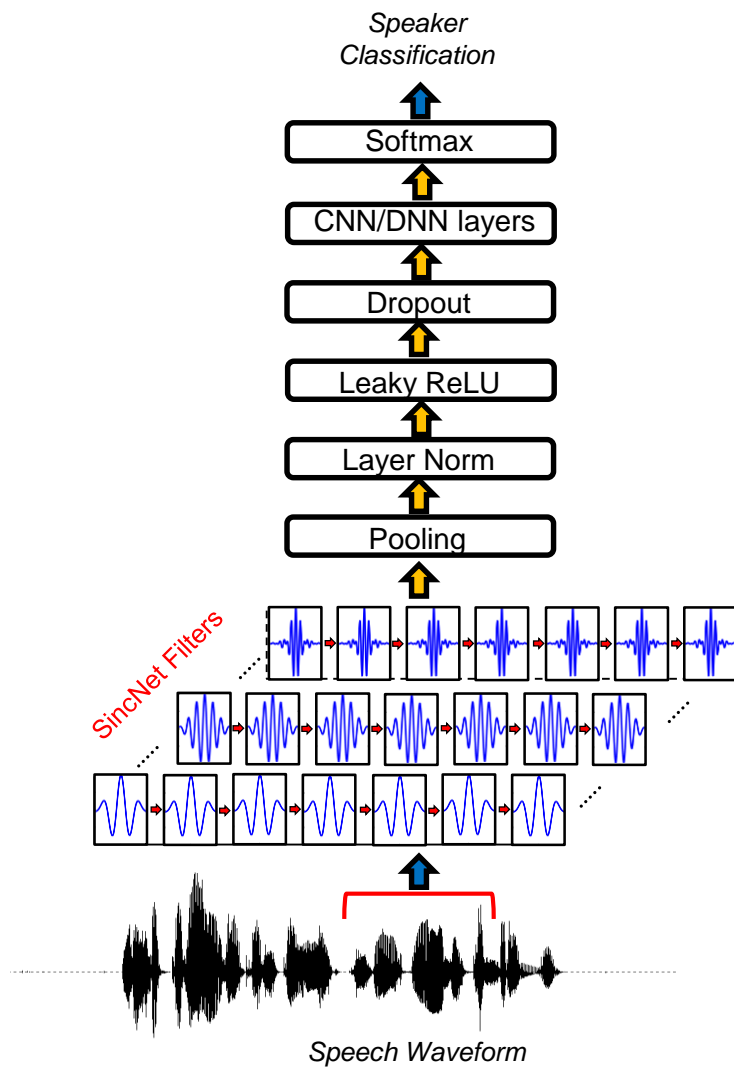 Speaker
Classification
Softmax
CNN/DNN layers
Dropout
Leaky ReLU
Layer Norm
Pooling
SincNet Filters
Speech Waveform